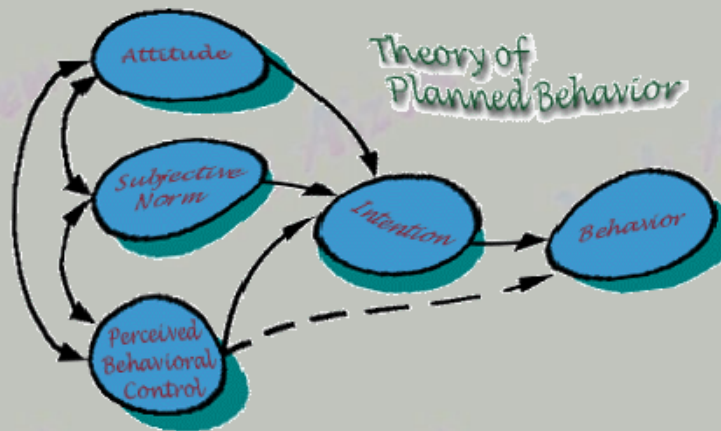 Attitude
Theory of
Planned Behavior
Subjective
Norm
Intention
Behavior
Perceived
Behavioral
Control